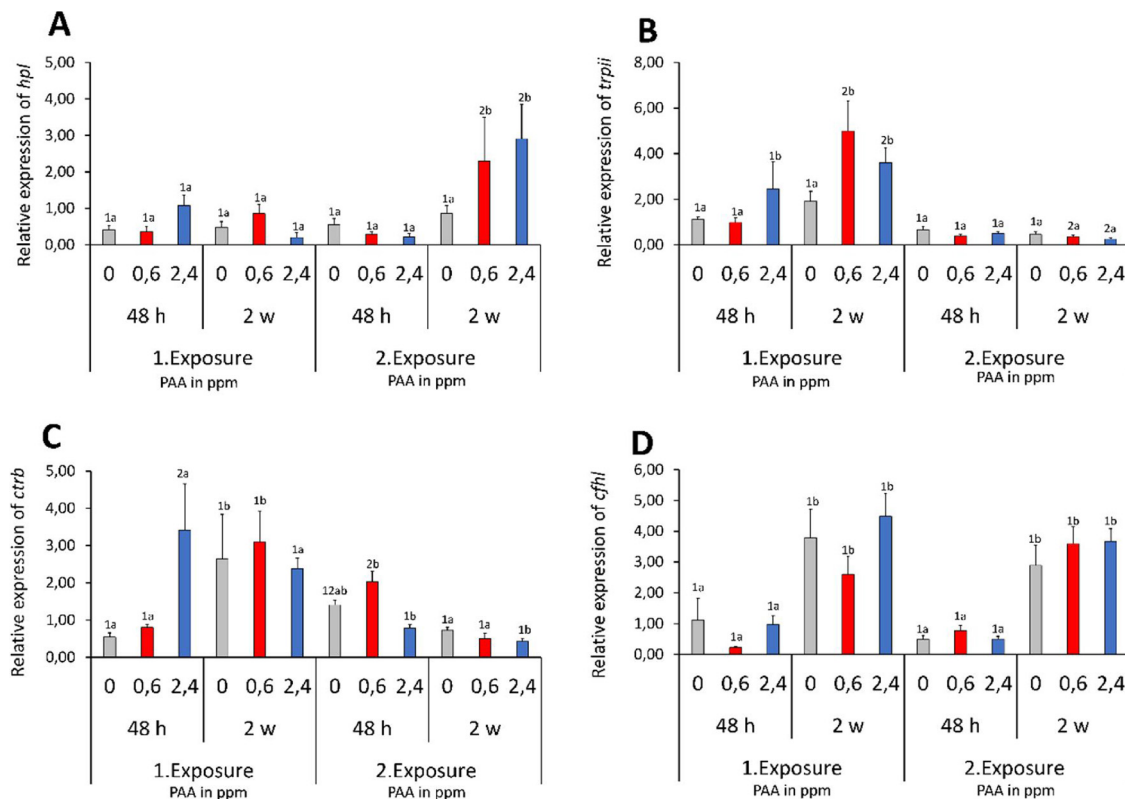 A
Relative expression of hpl
5,00
4,00
3,00
2,00
1,00
0,00
1a 1a 1a 1a 1a 1a 1a 1a 1a 1a 2b 2b
0 0,6 2,4 0 0,6 2,4 0 0,6 2,4 0 0,6 2,4
48 h 2 w 48 h 2 w
1.Exposure 2.Exposure
PAA in ppm PAA in ppm
B
Relative expression of trpii
8,00
6,00
4,00
2,00
0,00
1a 1a 1b 1a 2b 2b 1a 1a 1a 1a 2a 2a
0 0,6 2,4 0 0,6 2,4 0 0,6 2,4 0 0,6 2,4
48 h 2 w 48 h 2 w
1.Exposure 2.Exposure
PAA in ppm PAA in ppm
C
Relative expression of ctrb
5,00
4,00
3,00
2,00
1,00
0,00
1a 1a 2a 1b 1b 1a 12ab 2b 1b 1a 1a 1b
0 0,6 2,4 0 0,6 2,4 0 0,6 2,4 0 0,6 2,4
48 h 2 w 48 h 2 w
1.Exposure 2.Exposure
PAA in ppm PAA in ppm
D
Relative expression of cfhl
6,00
5,00
4,00
3,00
2,00
1,00
0,00
1a 1a 1a 1b 1b 1b 1a 1a 1a 1b 1b 1b
0 0,6 2,4 0 0,6 2,4 0 0,6 2,4 0 0,6 2,4
48 h 2 w 48 h 2 w
1.Exposure 2.Exposure
PAA in ppm PAA in ppm